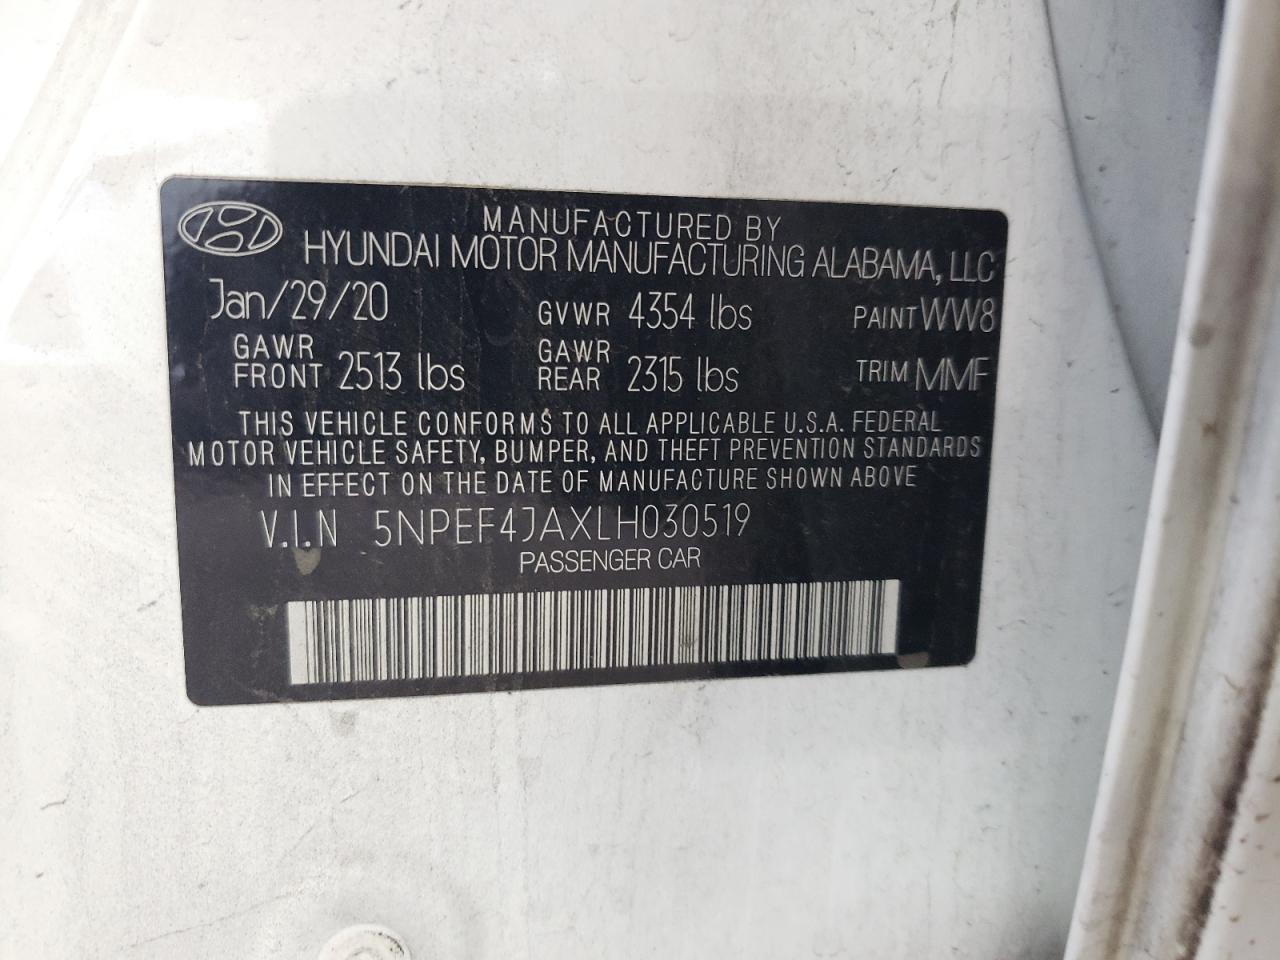 MANUFACTURED BY
HYUNDAI MOTOR MANUFACTURING ALABAMA, LLC
Jan/29/20 GVWR 4354 lbs PAINT WW8
GAWR FRONT 2513 lbs GAWR REAR 2315 lbs TRIM MMF
THIS VEHICLE CONFORMS TO ALL APPLICABLE U.S.A. FEDERAL
MOTOR VEHICLE SAFETY, BUMPER, AND THEFT PREVENTION STANDARDS
IN EFFECT ON THE DATE OF MANUFACTURE SHOWN ABOVE
V.I.N 5NPEF4JAXLH030519
PASSENGER CAR